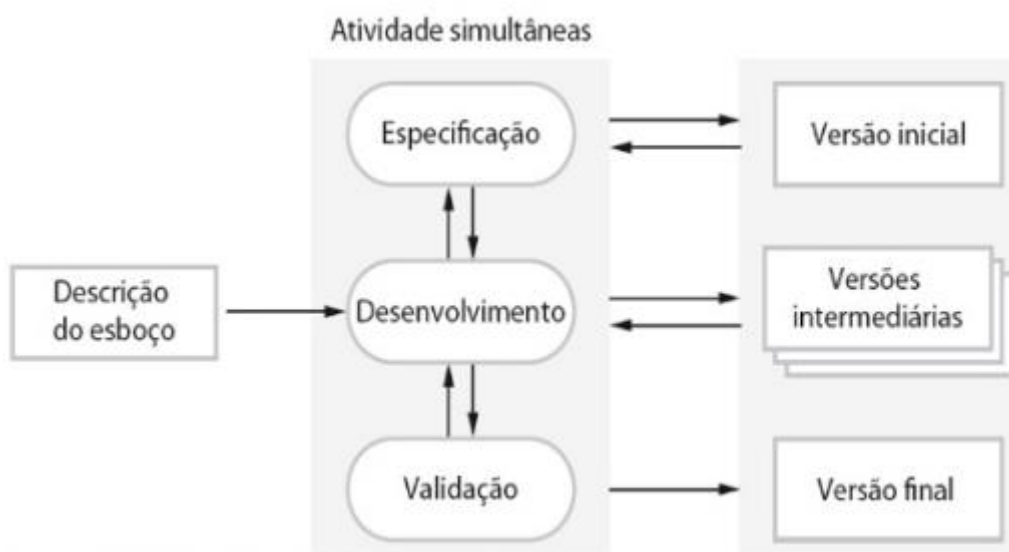 Atividade simultâneas
Especificação
Versão inicial
Descrição
do esboço
Desenvolvimento
Versões
intermediárias
Validação
Versão final